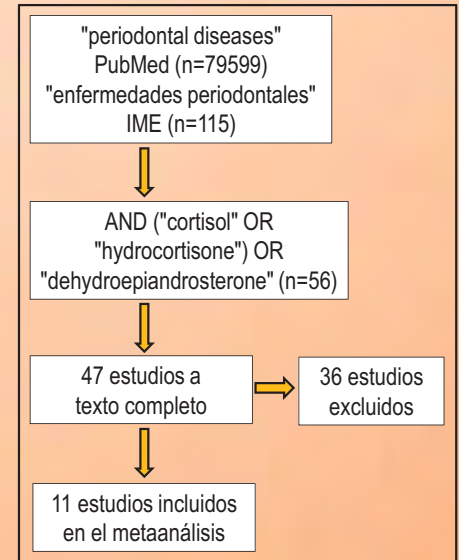 "periodontal diseases"
PubMed (n=79599)
"enfermedades periodontales"
IME (n=115)
AND ("cortisol" OR
"hydrocortisone") OR
"dehydroepiandrosterone" (n=56)
47 estudios a
texto completo
36 estudios
excluidos
11 estudios incluidos
en el metaanálisis